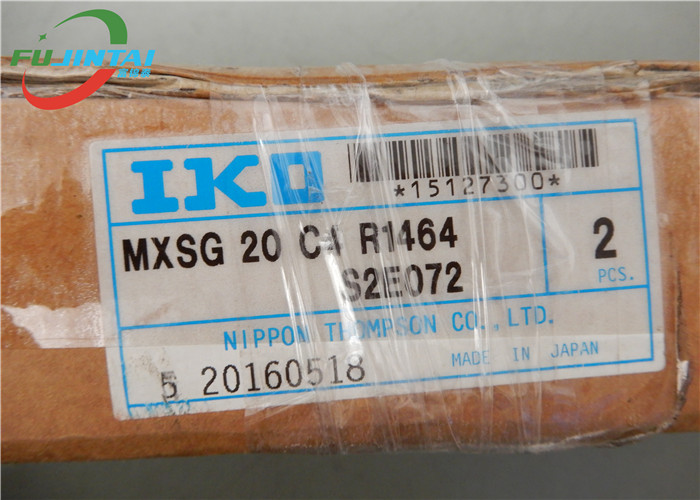 FUJINTAI
IKO
*15127300*
MXSG 20 C4 R1464
S2E072
2
PCS.
NIPPON THOMPSON CO., LTD.
5 20160518
MADE IN JAPAN